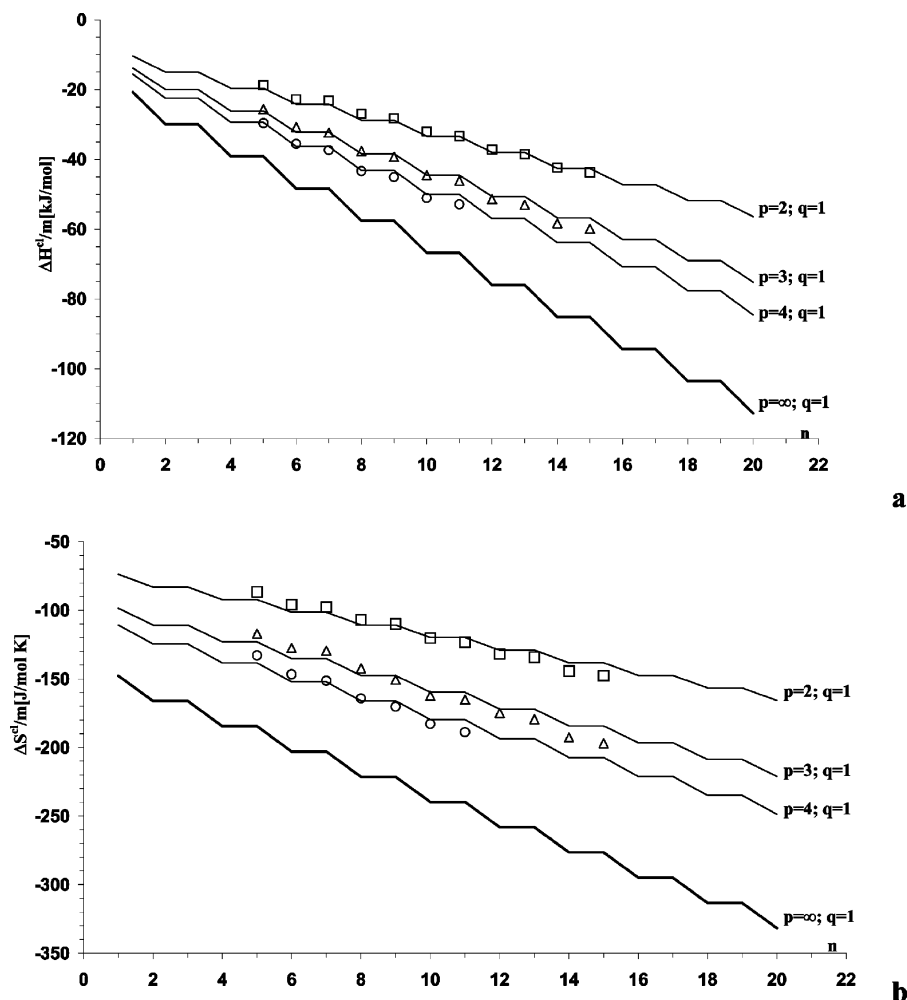 0
-20
-40
-60
-80
-100
-120
ΔH^cl/m[kJ/mol]
p=2; q=1
p=3; q=1
p=4; q=1
p=∞; q=1
n
0 2 4 6 8 10 12 14 16 18 20 22
a
-50
-100
-150
-200
-250
-300
-350
ΔS^cl/m[J/mol K]
p=2; q=1
p=3; q=1
p=4; q=1
p=∞; q=1
n
0 2 4 6 8 10 12 14 16 18 20 22
b